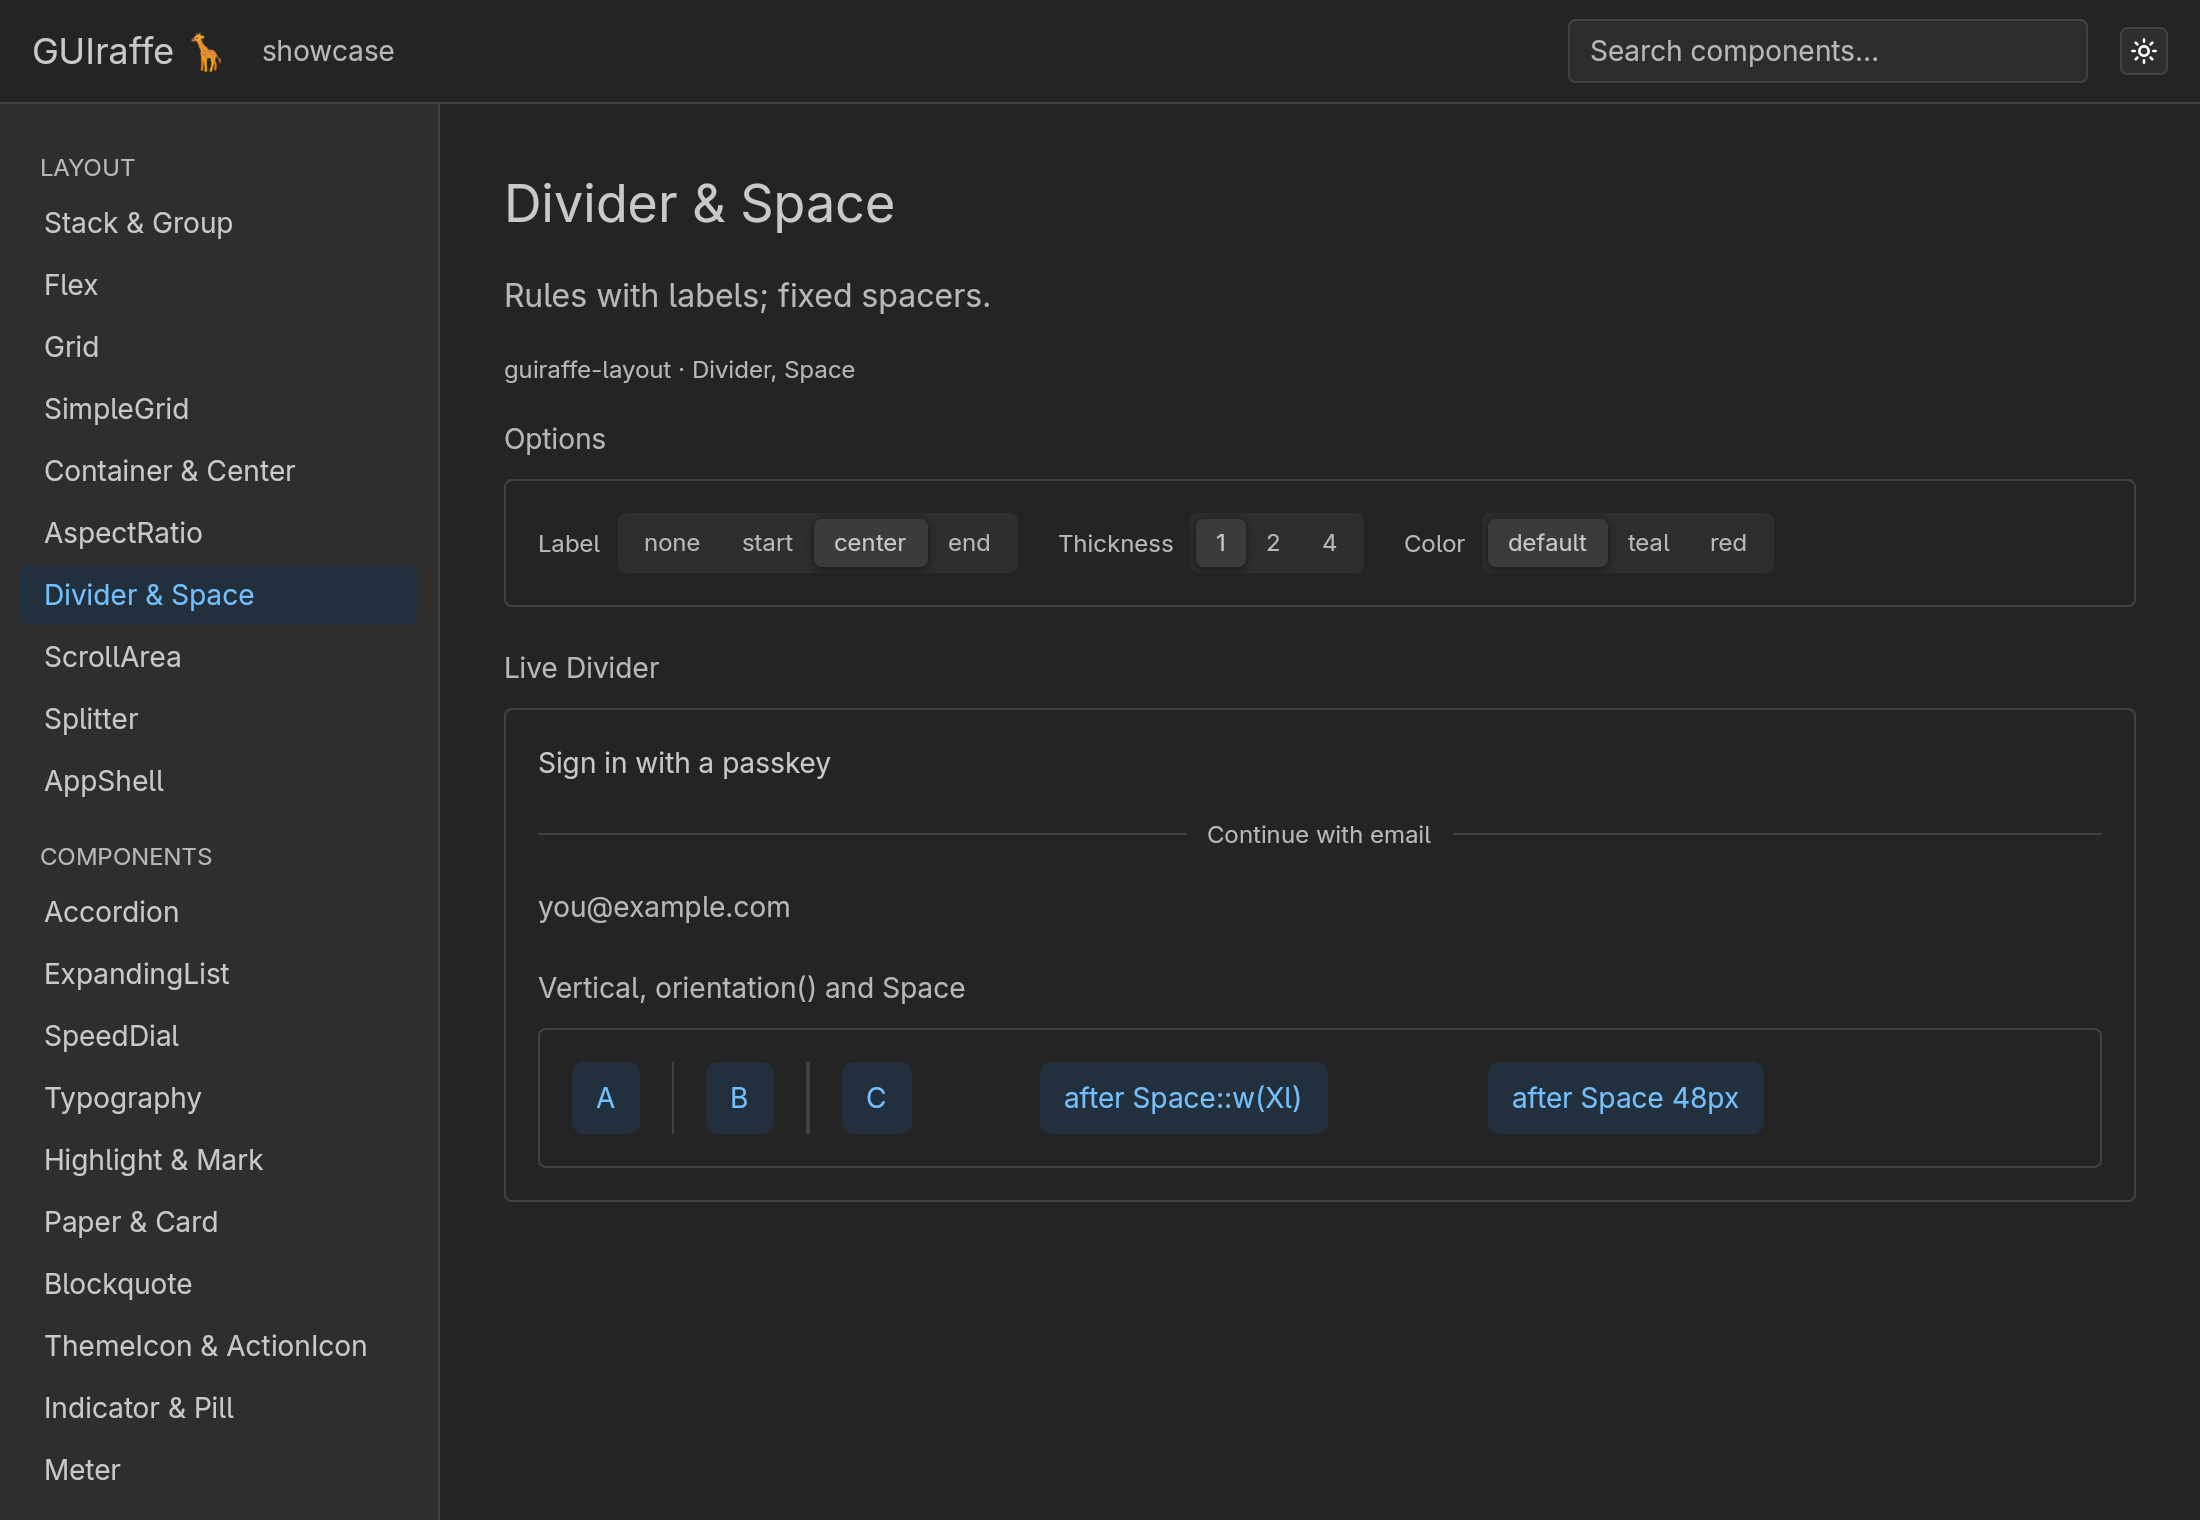 GUIraffe 🦒 showcase Search components...
LAYOUT
Stack & Group
Flex
Grid
SimpleGrid
Container & Center
AspectRatio
Divider & Space
ScrollArea
Splitter
AppShell
COMPONENTS
Accordion
ExpandingList
SpeedDial
Typography
Highlight & Mark
Paper & Card
Blockquote
ThemeIcon & ActionIcon
Indicator & Pill
Meter
Divider & Space
Rules with labels; fixed spacers.
guiraffe-layout · Divider, Space
Options
Label none start center end Thickness 1 2 4 Color default teal red
Live Divider
Sign in with a passkey
Continue with email
you@example.com
Vertical, orientation() and Space
A B C after Space::w(Xl) after Space 48px